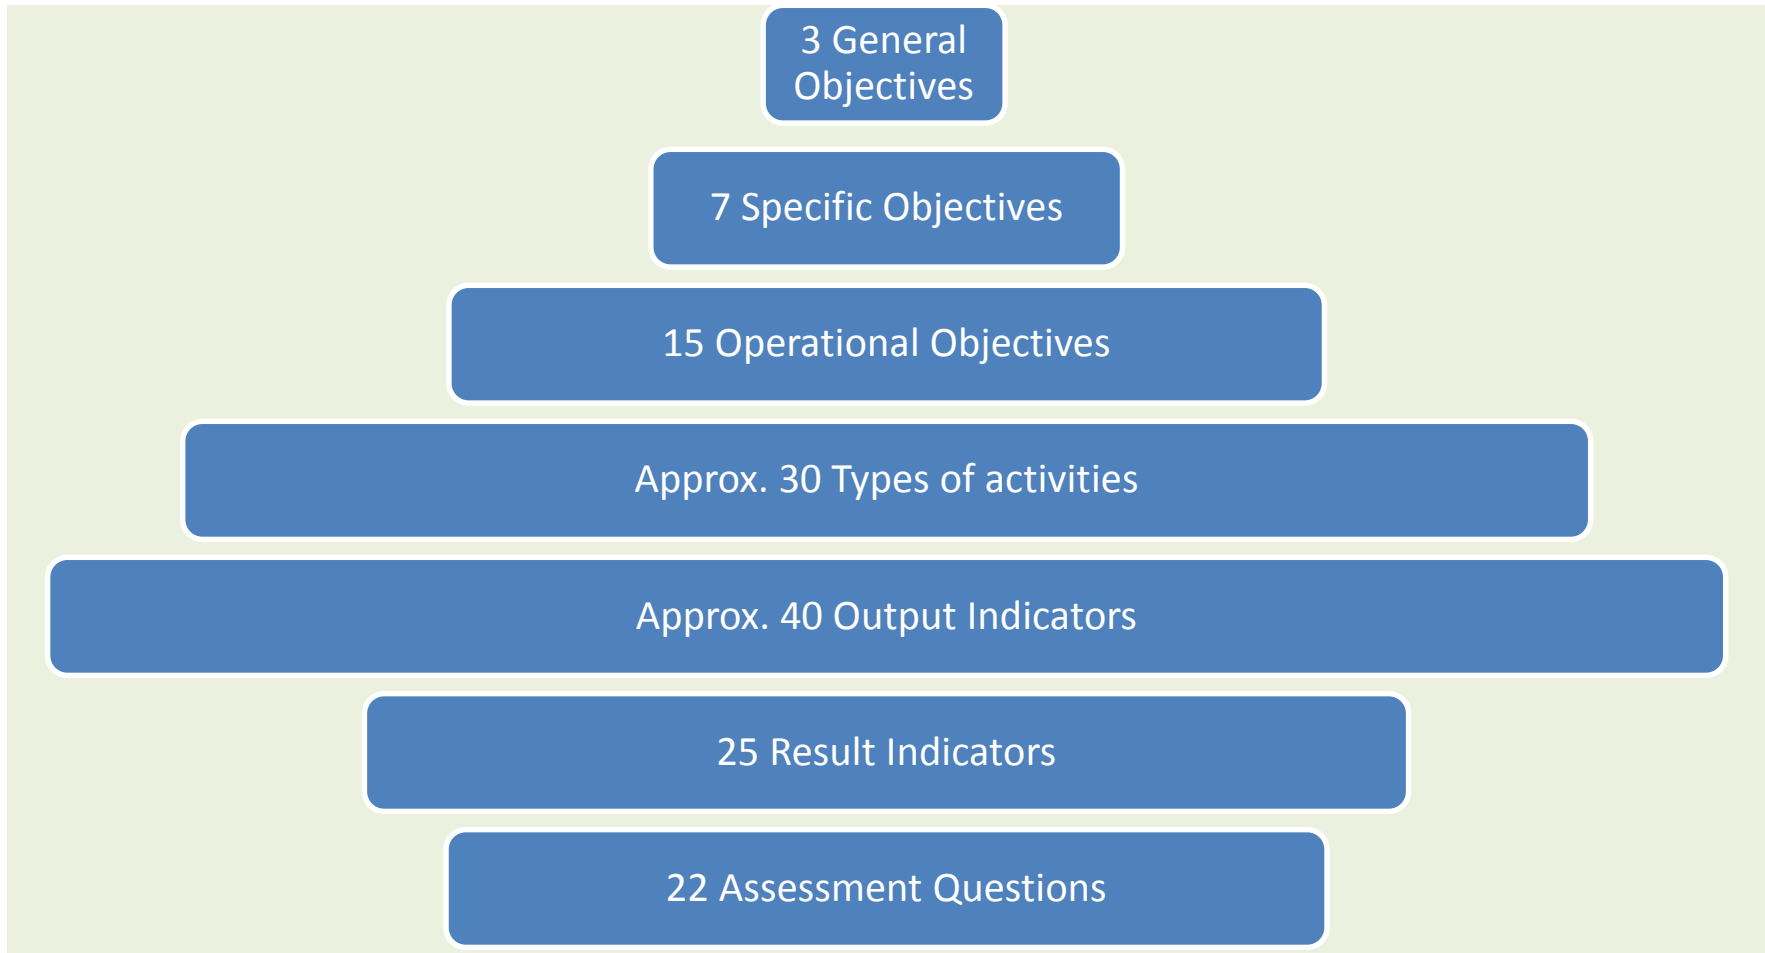 3 General
Objectives
7 Specific Objectives
15 Operational Objectives
Approx. 30 Types of activities
Approx. 40 Output Indicators
25 Result Indicators
22 Assessment Questions